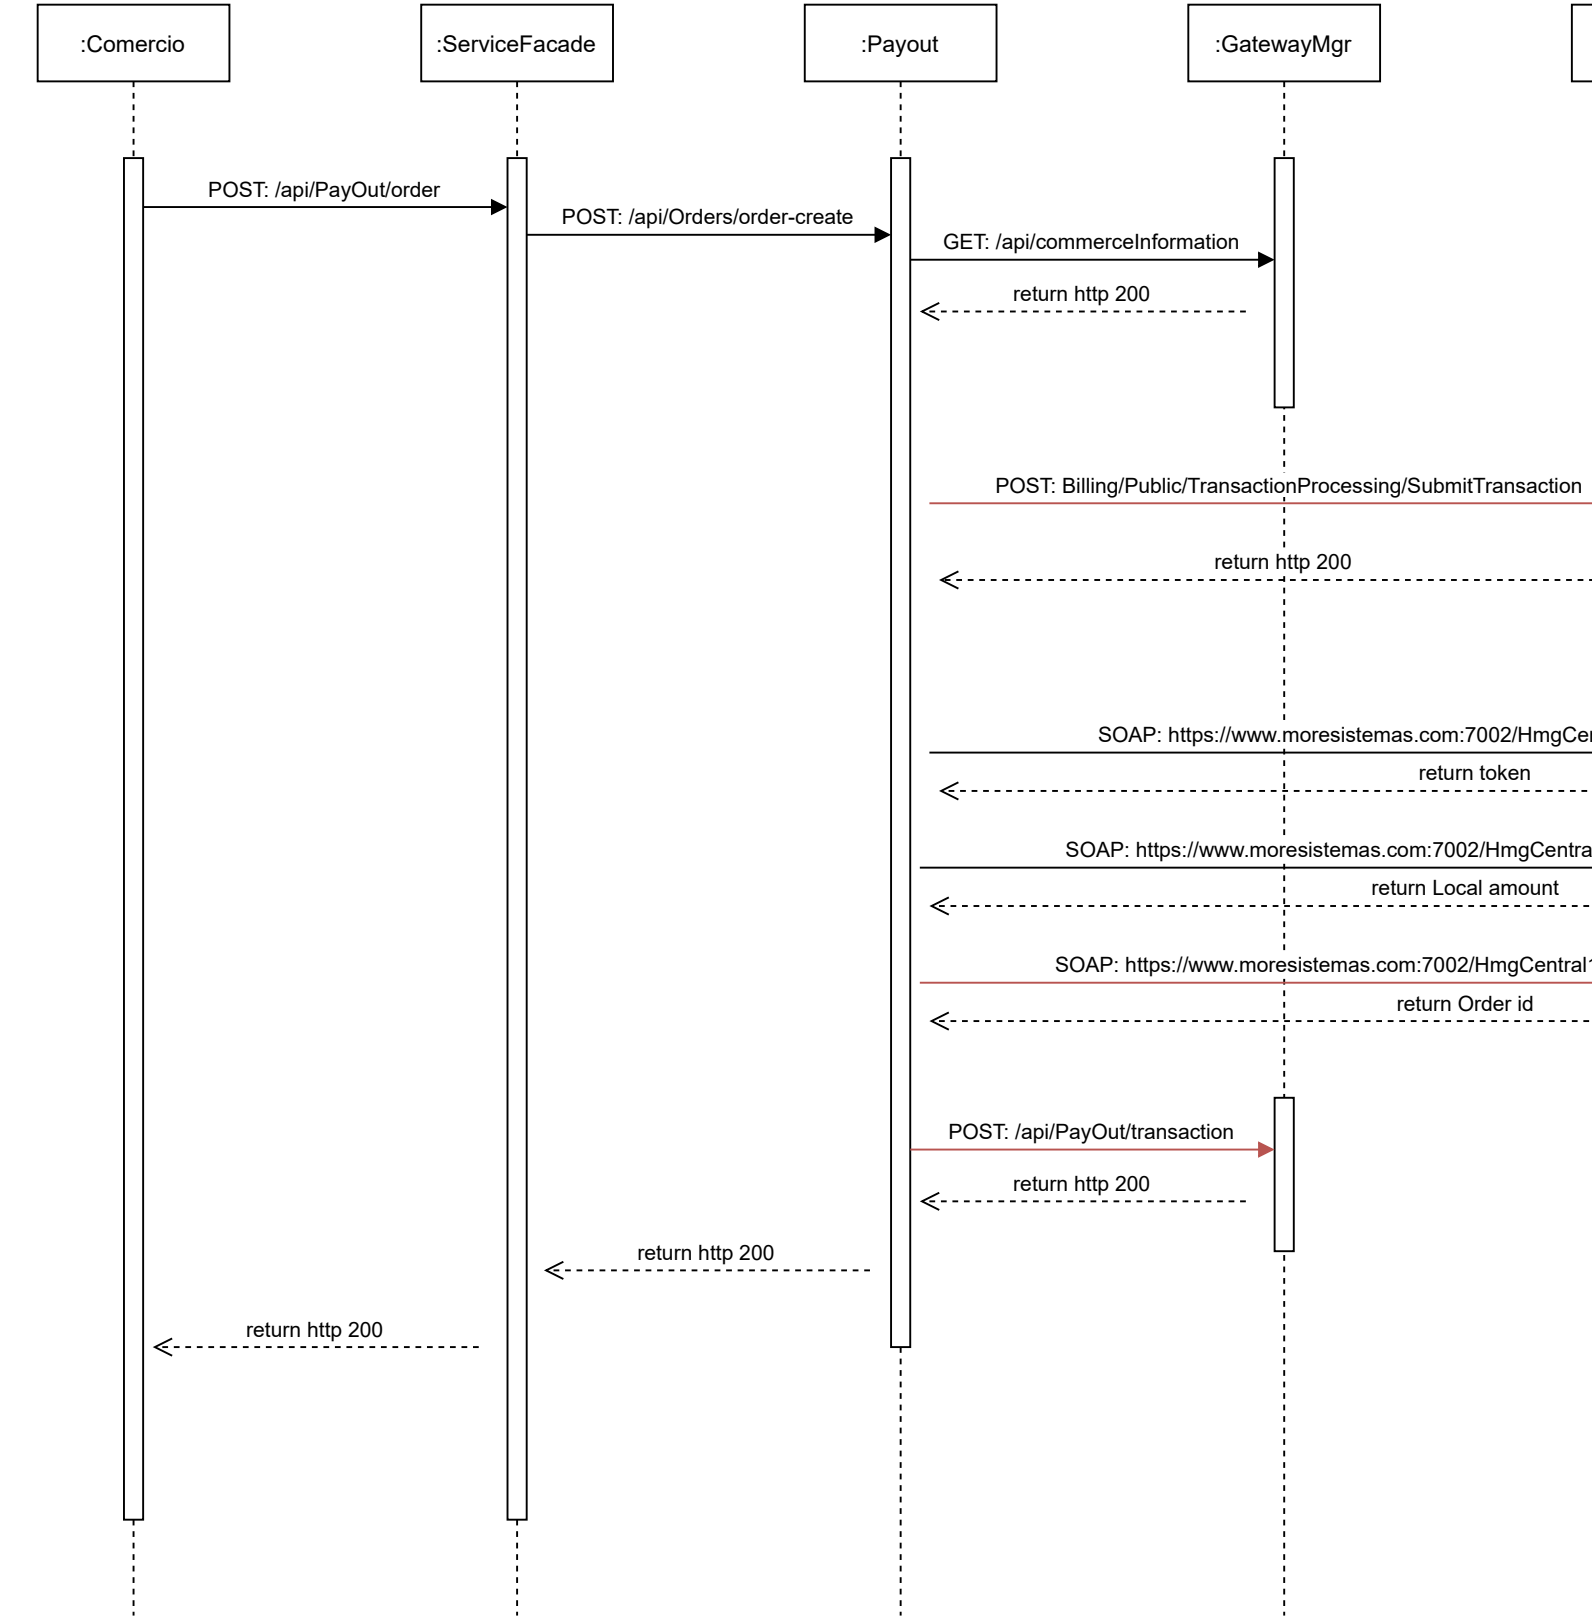 :Comercio
:ServiceFacade
:Payout
:GatewayMgr
POST: /api/PayOut/order
POST: /api/Orders/order-create
GET: /api/commerceInformation
return http 200
POST: Billing/Public/TransactionProcessing/SubmitTransaction
return http 200
SOAP: https://www.moresistemas.com:7002/HmgCe
return token
SOAP: https://www.moresistemas.com:7002/HmgCentra
return Local amount
SOAP: https://www.moresistemas.com:7002/HmgCentral
return Order id
POST: /api/PayOut/transaction
return http 200
return http 200
return http 200